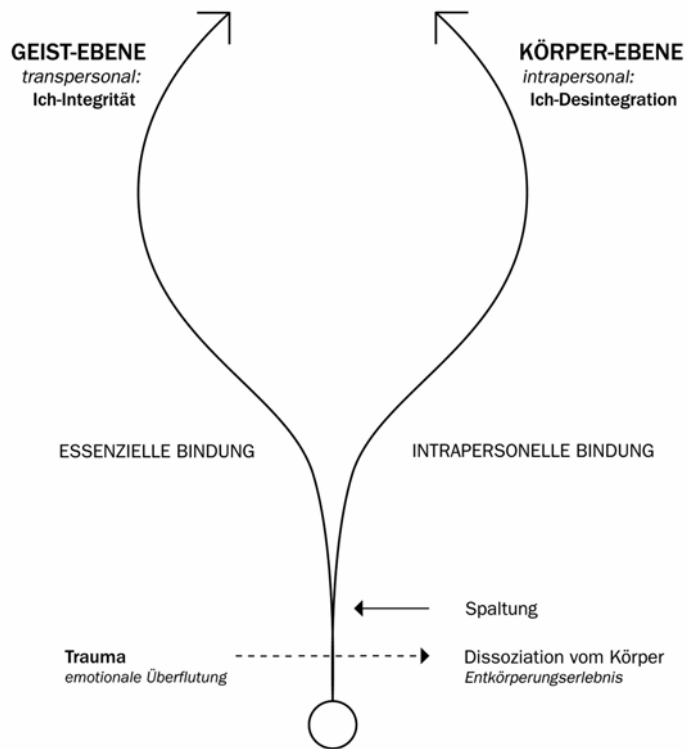 GEIST-EBENE
transpersonal:
Ich-Integrität
KÖRPER-EBENE
intrapersonal:
Ich-Desintegration
ESSENZIELLE BINDUNG
INTRAPERSONELLE BINDUNG
Spaltung
Trauma
emotionale Überflutung
Dissoziation vom Körper
Entkörperungserlebnis